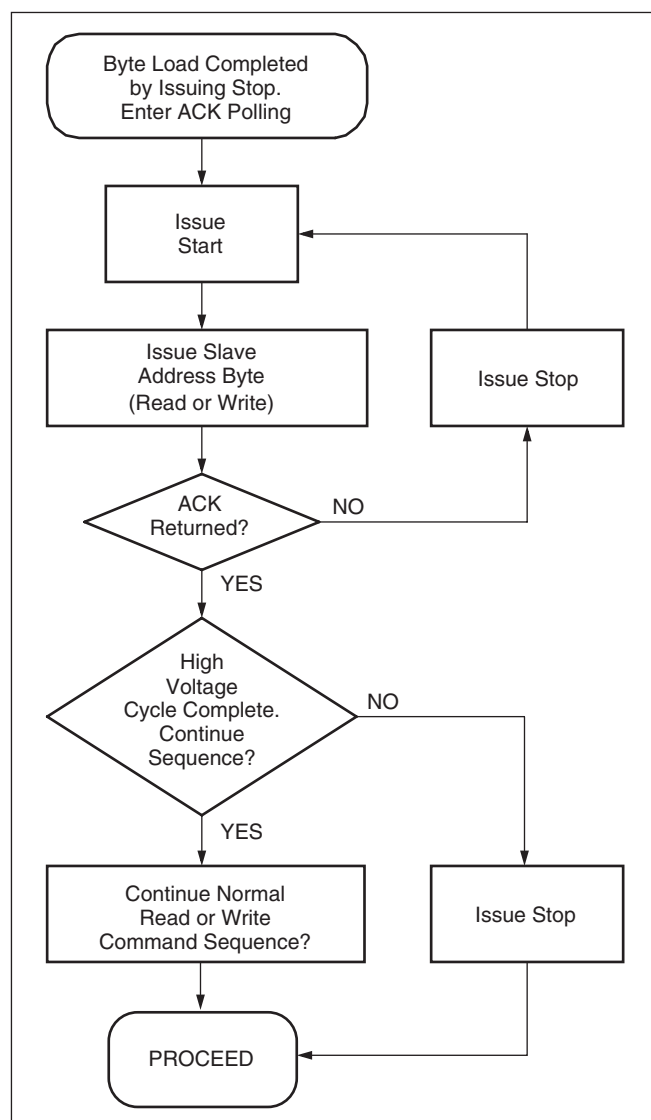 Byte Load Completed
by Issuing Stop.
Enter ACK Polling
Issue
Start
Issue Slave
Address Byte
(Read or Write)
Issue Stop
ACK
Returned?
NO
YES
High
Voltage
Cycle Complete.
Continue
Sequence?
NO
YES
Continue Normal
Read or Write
Command Sequence?
Issue Stop
PROCEED